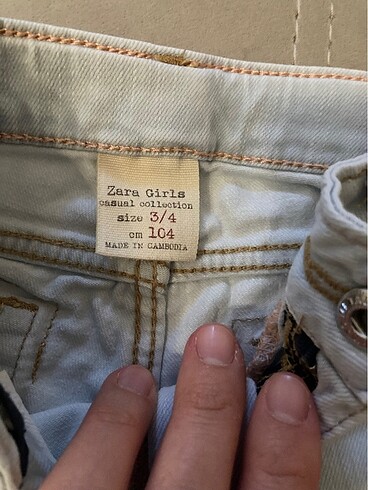 Zara Girls
casual collection
size 3/4
cm 104
MADE IN CAMBODIA